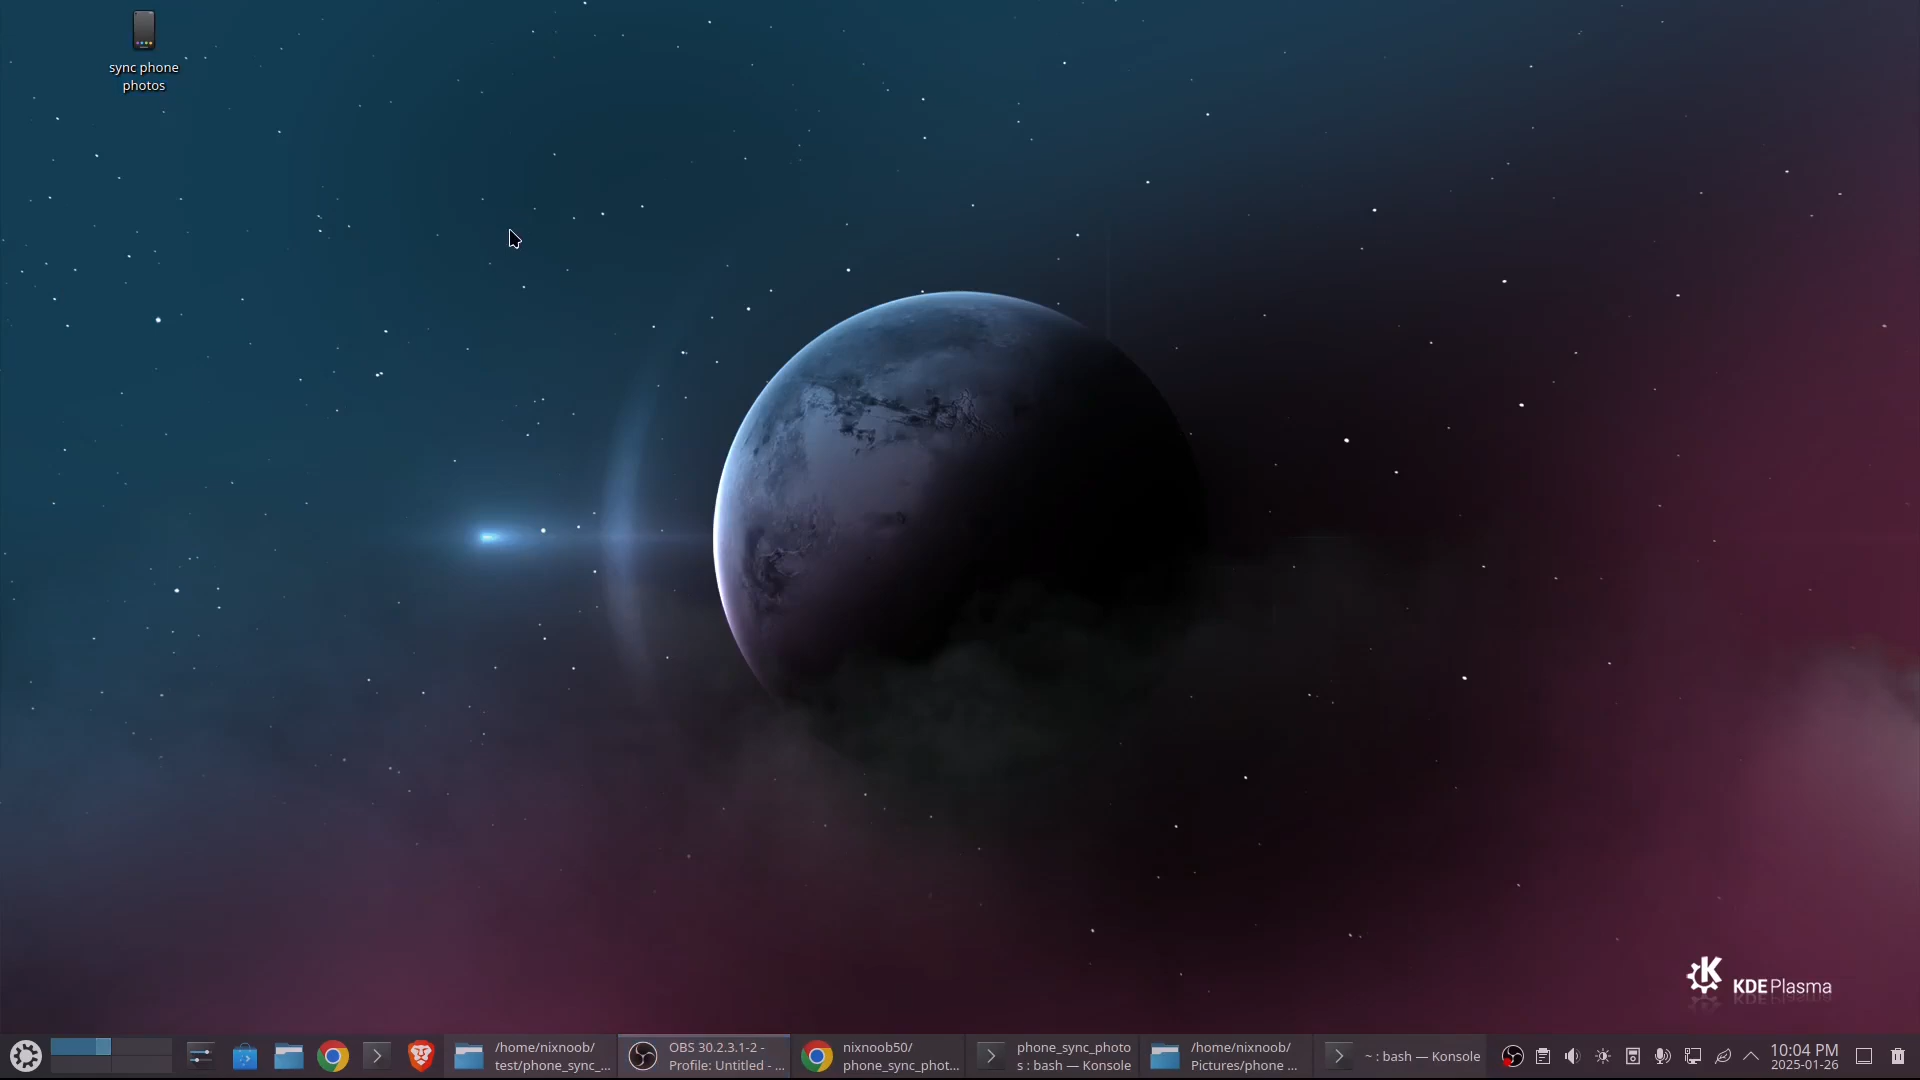 sync phone
photos
KDE Plasma
/home/nixnoob/
test/phone_sync_...
OBS 30.2.3.1-2 -
Profile: Untitled - ...
nixnoob50/
phone_sync_phot...
phone_sync_photo
s : bash — Konsole
/home/nixnoob/
Pictures/phone ...
~ : bash — Konsole
10:04 PM
2025-01-26